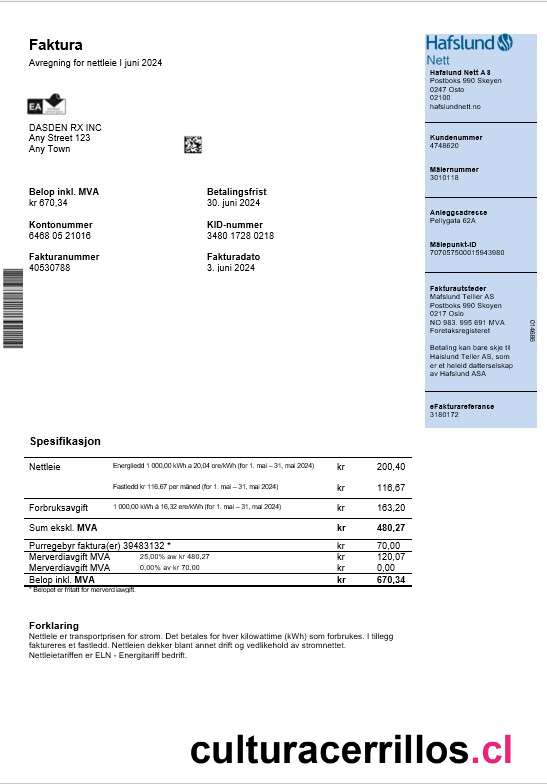 Faktura
Avregning for nettleie I juni 2024
EA
DASDEN RX INC
Any Street 123
Any Town
Belop inkl. MVA
kr 670,34
Betalingsfrist
30. juni 2024
Kontonummer
6468 05 21016
KID-nummer
3480 1728 0218
Fakturanummer
40530788
Fakturadato
3. juni 2024
Hafslund
Nett
Hafslund Nett A8
Postboks 990 Skeyen
0247 Osto
02100
hafslundnett.no
Kundenummer
4748620
Målernummer
3010118
Anleggsadresse
Pellygata 62A
Målepunkt-ID
707057500015943980
Fakturautsteder
Mafslund Teller AS
Postboks 990 Skoyen
0217 Oslo
NO 983. 995 691 MVA
Foretaksregisteret
Betaling kan bare skje til
Halslund Teller AS, som
er et heleid datterselskap
av Hafslund ASA
eFakturareferanse
3180172
Spesifikasjon
Nettleie Energiledd 1 000,00 kWh a 20,04 ore/kWh (for 1. mai – 31, mai 2024) kr 200,40
Fastledd kr 116,67 per måned (for 1. mai – 31, mai 2024) kr 116,67
Forbruksavgift 1 000,00 kWh à 16,32 ere/kWh (for 1. mai – 31, mai 2024) kr 163,20
Sum ekskl. MVA kr 480,27
Purregebyr faktura(er) 39483132 * kr 70,00
Merverdiavgift MVA 25,00% aw kr 480,27 kr 120,07
Merverdiavgift MVA 0,00% av kr 70,00 kr 0,00
Belop inkl. MVA kr 670,34
* Belopet er fritatt for merverdiavgift.
Forklaring
Nettleie er transportprisen for strom. Det betales for hver kilowattime (kWh) som forbrukes. I tillegg
faktureres et fastledd. Nettleien dekker blant annet drift og vedlikehold av stromnettet.
Nettleietariffen er ELN - Energitariff bedrift.
culturacerrillos.cl